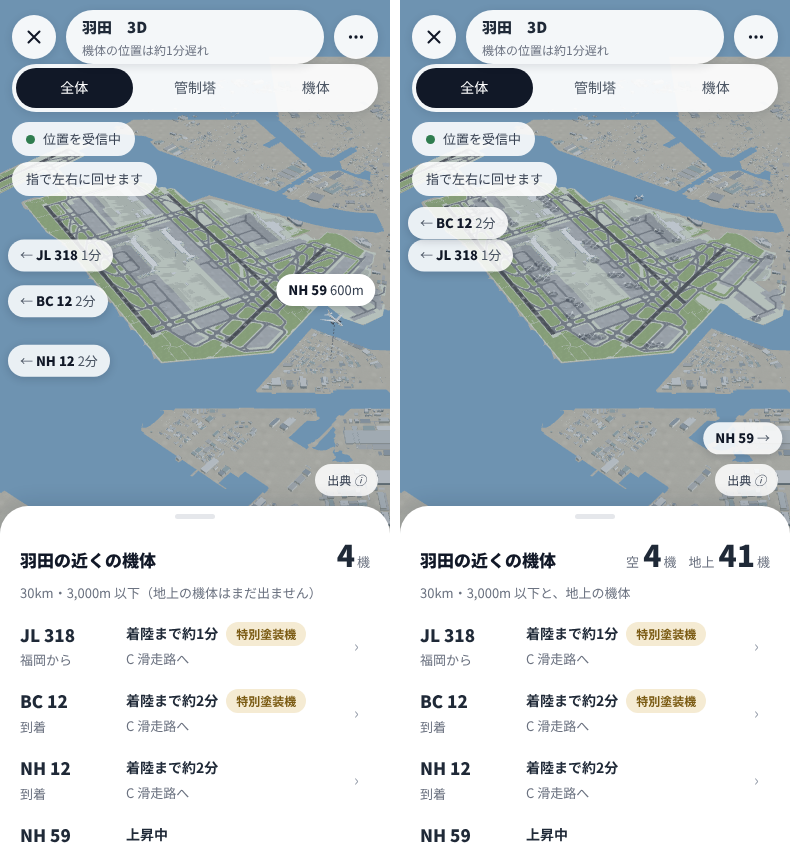 羽田 3D
機体の位置は約1分遅れ
全体 管制塔 機体
位置を受信中
指で左右に回せます
← JL 318 1分
NH 59 600m
← BC 12 2分
← NH 12 2分
出典 ⓘ
羽田の近くの機体 4機
30km・3,000m 以下（地上の機体はまだ出ません）
JL 318 着陸まで約1分 特別塗装機
福岡から C 滑走路へ
BC 12 着陸まで約2分 特別塗装機
到着 C 滑走路へ
NH 12 着陸まで約2分
到着 C 滑走路へ
NH 59 上昇中
羽田 3D
機体の位置は約1分遅れ
全体 管制塔 機体
位置を受信中
指で左右に回せます
← BC 12 2分
← JL 318 1分
NH 59 →
出典 ⓘ
羽田の近くの機体 空 4機 地上 41機
30km・3,000m 以下と、地上の機体
JL 318 着陸まで約1分 特別塗装機
福岡から C 滑走路へ
BC 12 着陸まで約2分 特別塗装機
到着 C 滑走路へ
NH 12 着陸まで約2分
到着 C 滑走路へ
NH 59 上昇中